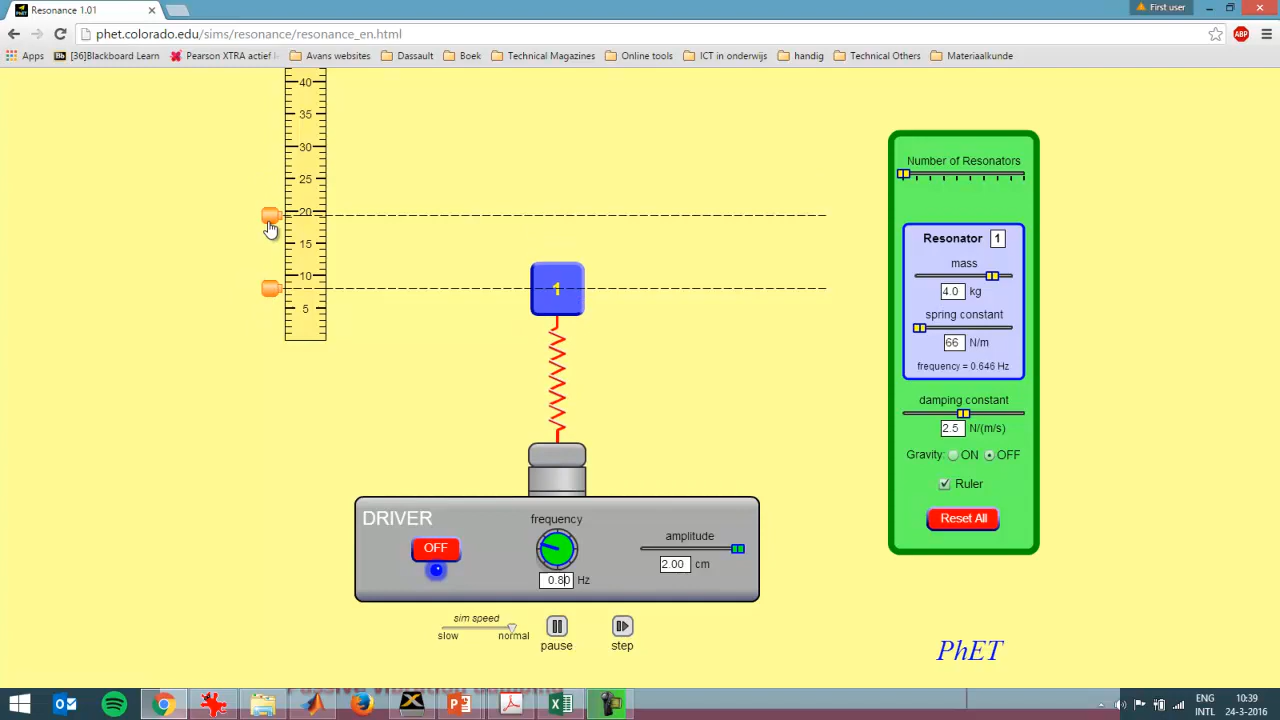 Resonance 1.01
First user
phet.colorado.edu/sims/resonance/resonance_en.html
ABP
Apps
Bb
[36]Blackboard Learn
Pearson XTRA actief le
Avans websites
Dassault
Boek
Technical Magazines
Online tools
ICT in onderwijs
handig
Technical Others
Materiaalkunde
40
35
30
25
20
15
10
5
1
Number of Resonators
Resonator 1
mass
4.0 kg
spring constant
66 N/m
frequency = 0.646 Hz
damping constant
2.5 N/(m/s)
Gravity: ON OFF
Ruler
Reset All
DRIVER
OFF
frequency
0.80 Hz
amplitude
2.00 cm
sim speed
slow normal
pause
step
PhET
ENG
INTL
10:39
24-3-2016